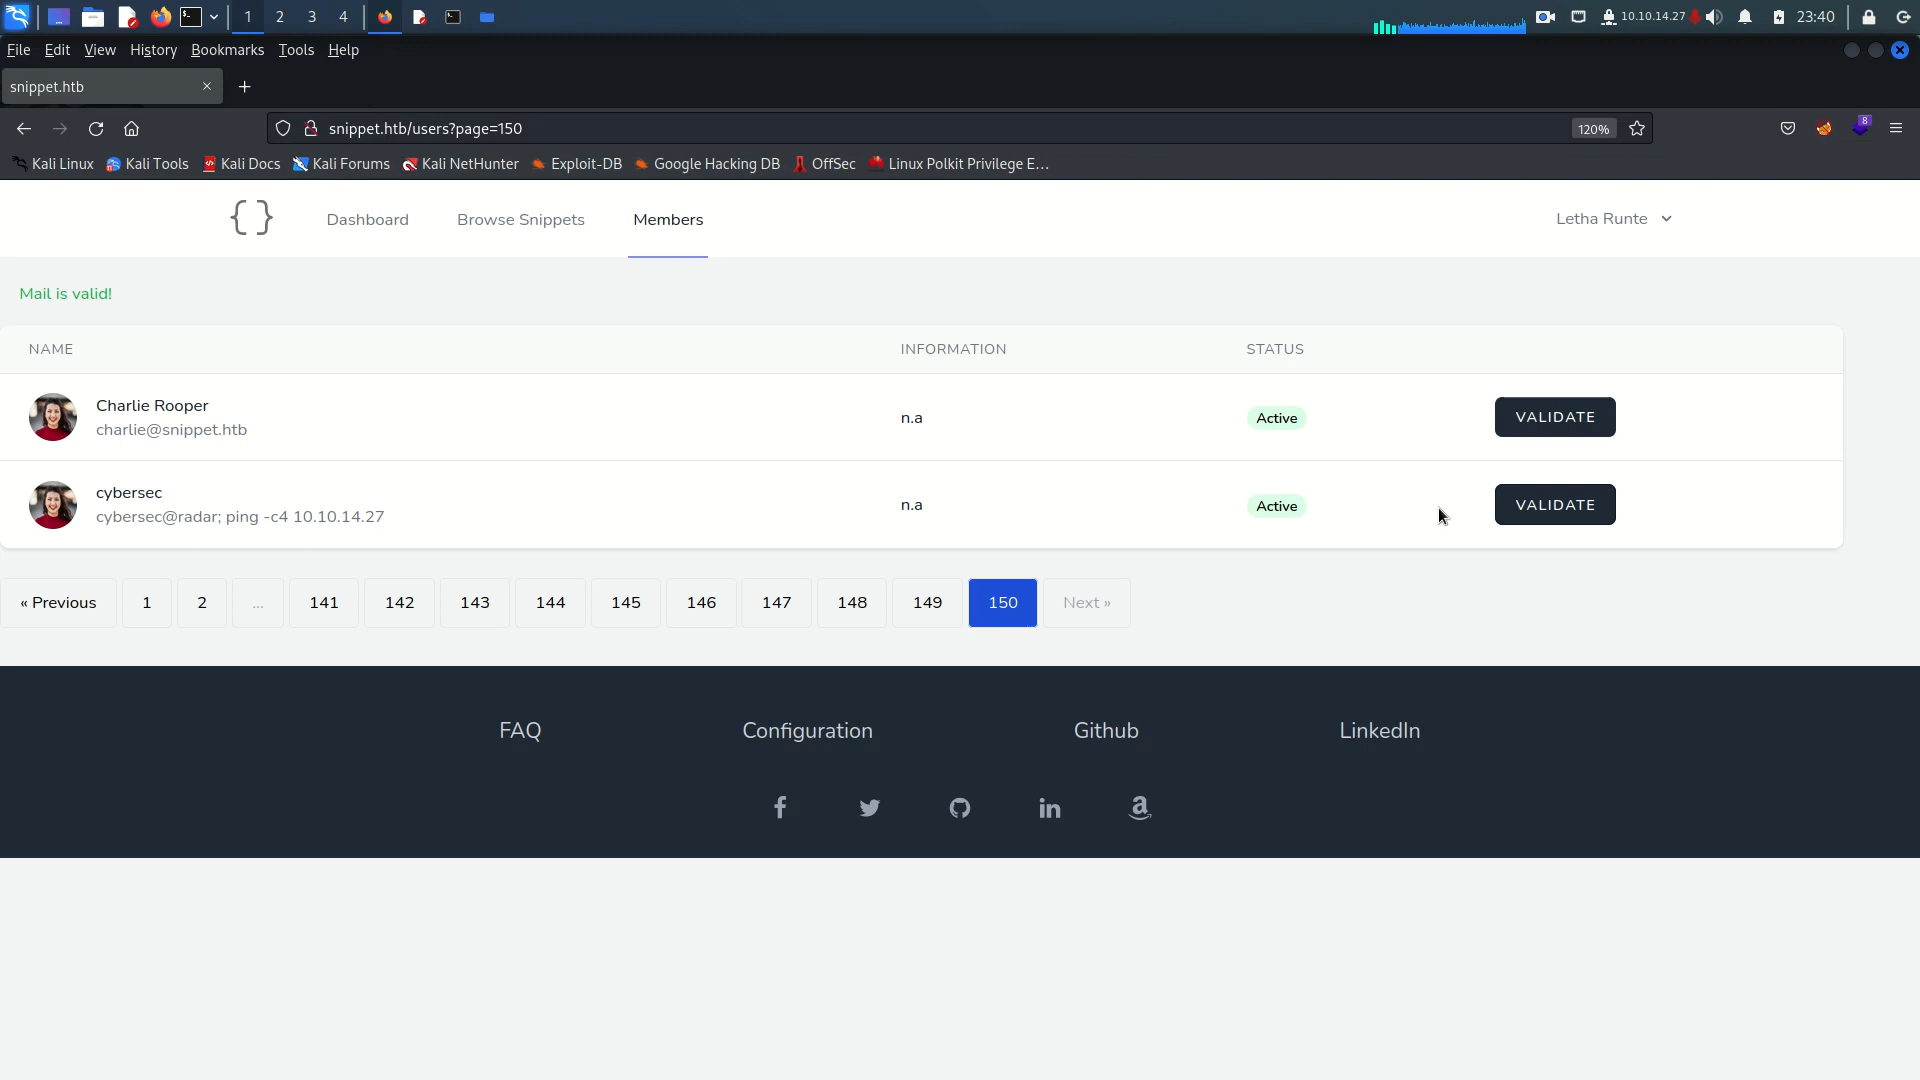 1 2 3 4 10.10.14.27 23:40
File Edit View History Bookmarks Tools Help
snippet.htb
snippet.htb/users?page=150 120% 8
Kali Linux Kali Tools Kali Docs Kali Forums Kali NetHunter Exploit-DB Google Hacking DB OffSec Linux Polkit Privilege E...
{ } Dashboard Browse Snippets Members Letha Runte
Mail is valid!
NAME INFORMATION STATUS
Charlie Rooper
charlie@snippet.htb
n.a Active VALIDATE
cybersec
cybersec@radar; ping -c4 10.10.14.27
n.a Active VALIDATE
« Previous 1 2 ... 141 142 143 144 145 146 147 148 149 150 Next »
FAQ Configuration Github LinkedIn